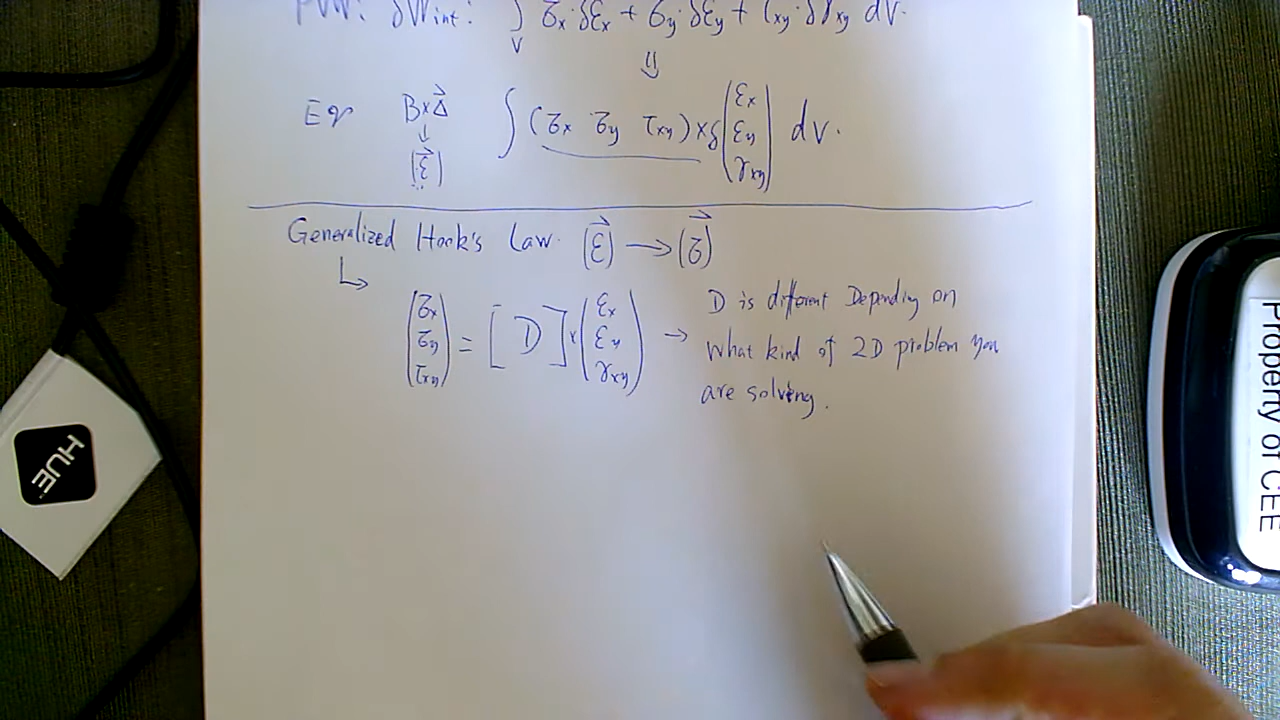 PVW: δWint: ∫V σx·δεx + σy·δεy + τxy·δγxy dV.
⇓
Eq B×Δ⃗ ∫ (σx σy τxy) × δ (εx εy γxy) dV.
↓
(ε⃗)
Generalized Hook's Law. (ε⃗) → (σ⃗)
(σx σy τxy) = [D] × (εx εy γxy) → D is different Depending on
what kind of 2D problem you
are solving.
HUE
Property of CEE